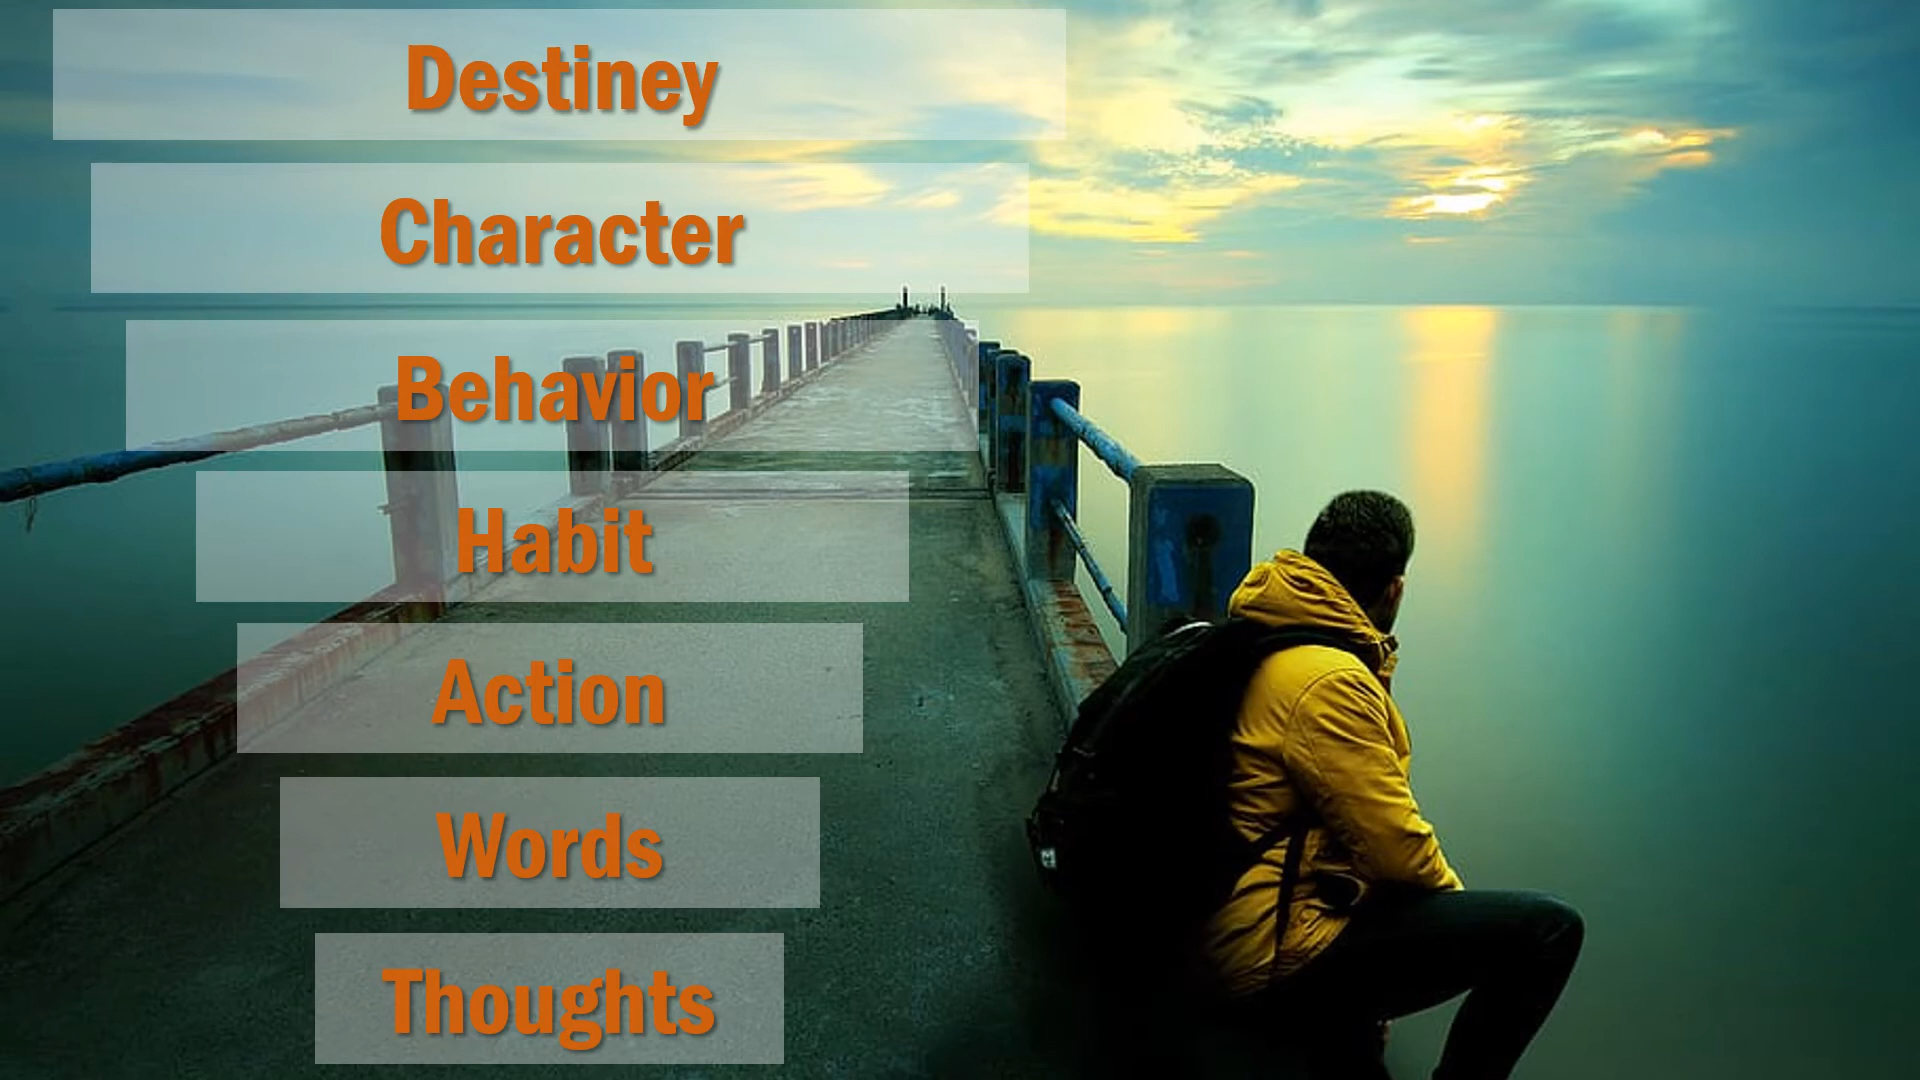 Destiney
Character
Behavior
Habit
Action
Words
Thoughts